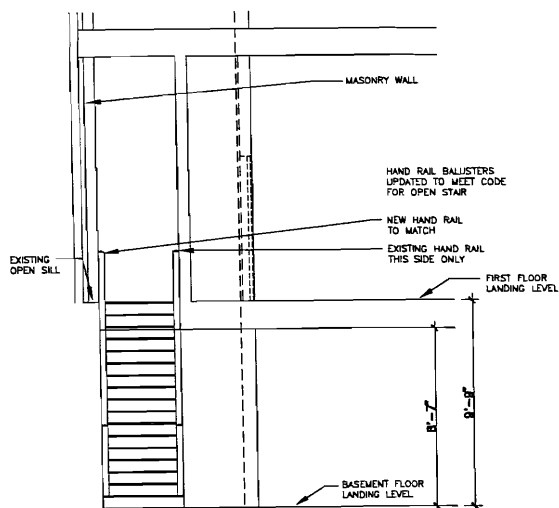 MASONRY WALL
HAND RAIL BALUSTERS
UPDATED TO MEET CODE
FOR OPEN STAIR
NEW HAND RAIL
TO MATCH
EXISTING HAND RAIL
THIS SIDE ONLY
EXISTING
OPEN SILL
FIRST FLOOR
LANDING LEVEL
8'-7"
9'-9"
BASEMENT FLOOR
LANDING LEVEL